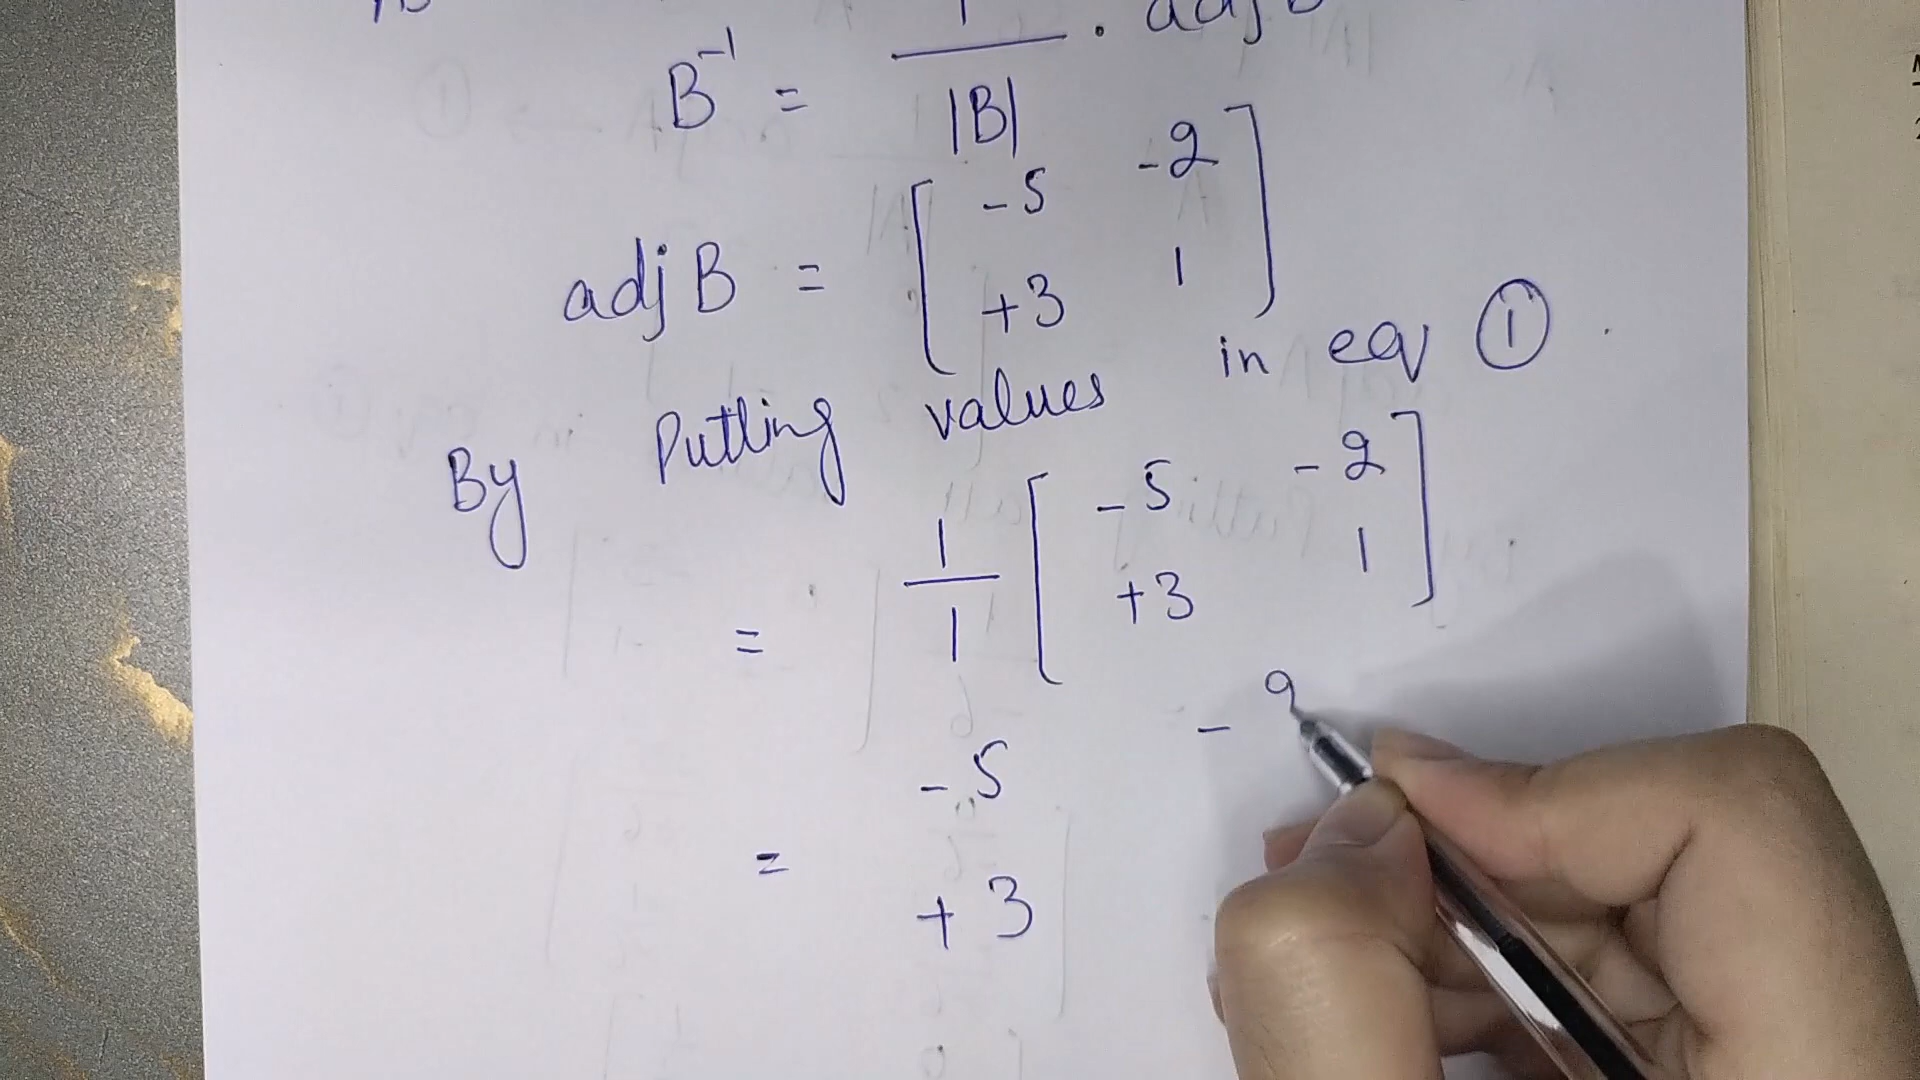 1 . adj B
B⁻¹ = ―
|B|
adj B = [ -5 -2
+3 1 ]
By Putting values in eq ①
= 1/1 [ -5 -2
+3 1 ]
= -5 -
+3